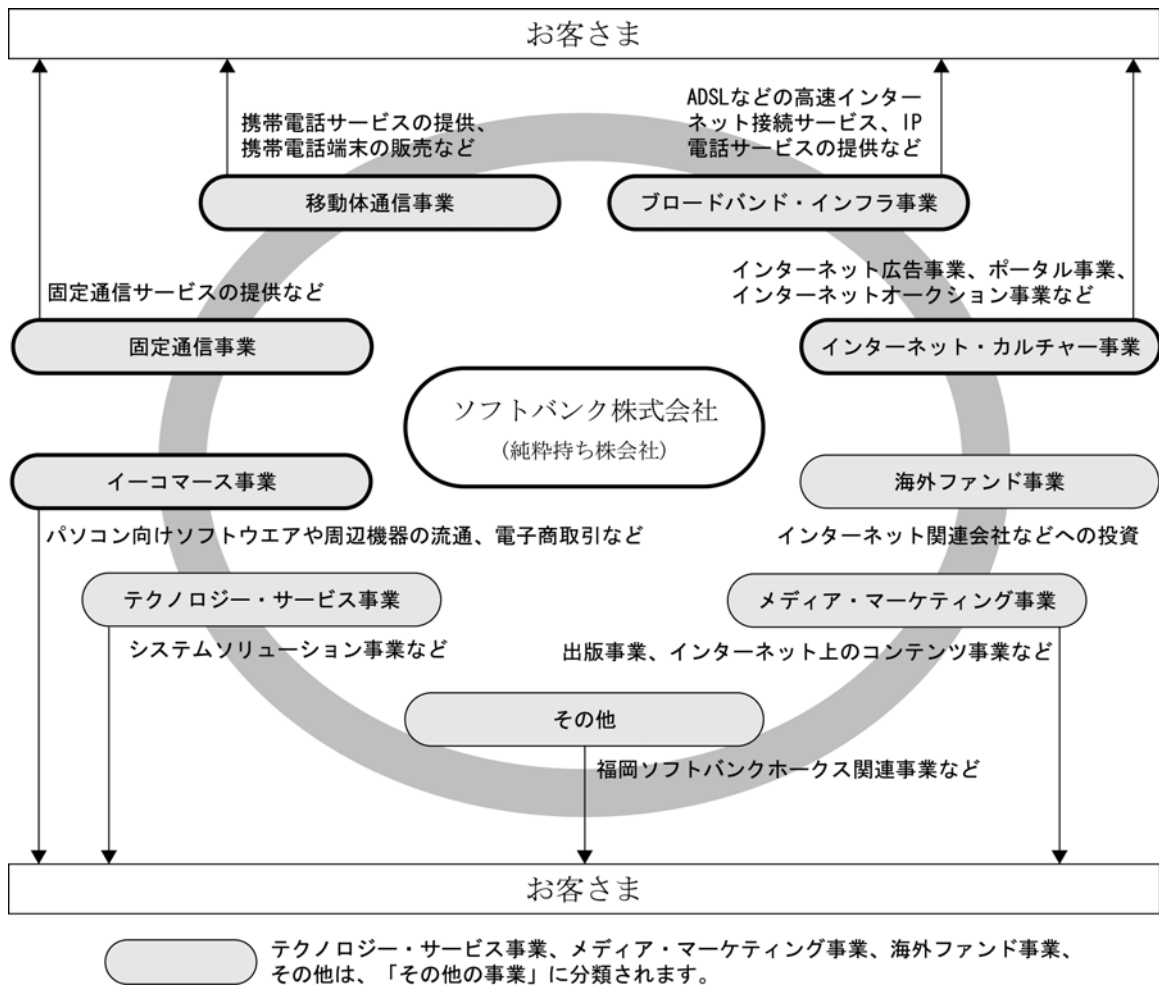 お客さま
携帯電話サービスの提供、
携帯電話端末の販売など
ADSLなどの高速インター
ネット接続サービス、IP
電話サービスの提供など
移動体通信事業
ブロードバンド・インフラ事業
固定通信サービスの提供など
インターネット広告事業、ポータル事業、
インターネットオークション事業など
固定通信事業
インターネット・カルチャー事業
ソフトバンク株式会社
(純粋持ち株会社)
イーコマース事業
海外ファンド事業
パソコン向けソフトウエアや周辺機器の流通、電子商取引など
インターネット関連会社などへの投資
テクノロジー・サービス事業
メディア・マーケティング事業
システムソリューション事業など
出版事業、インターネット上のコンテンツ事業など
その他
福岡ソフトバンクホークス関連事業など
お客さま
テクノロジー・サービス事業、メディア・マーケティング事業、海外ファンド事業、
その他は、「その他の事業」に分類されます。